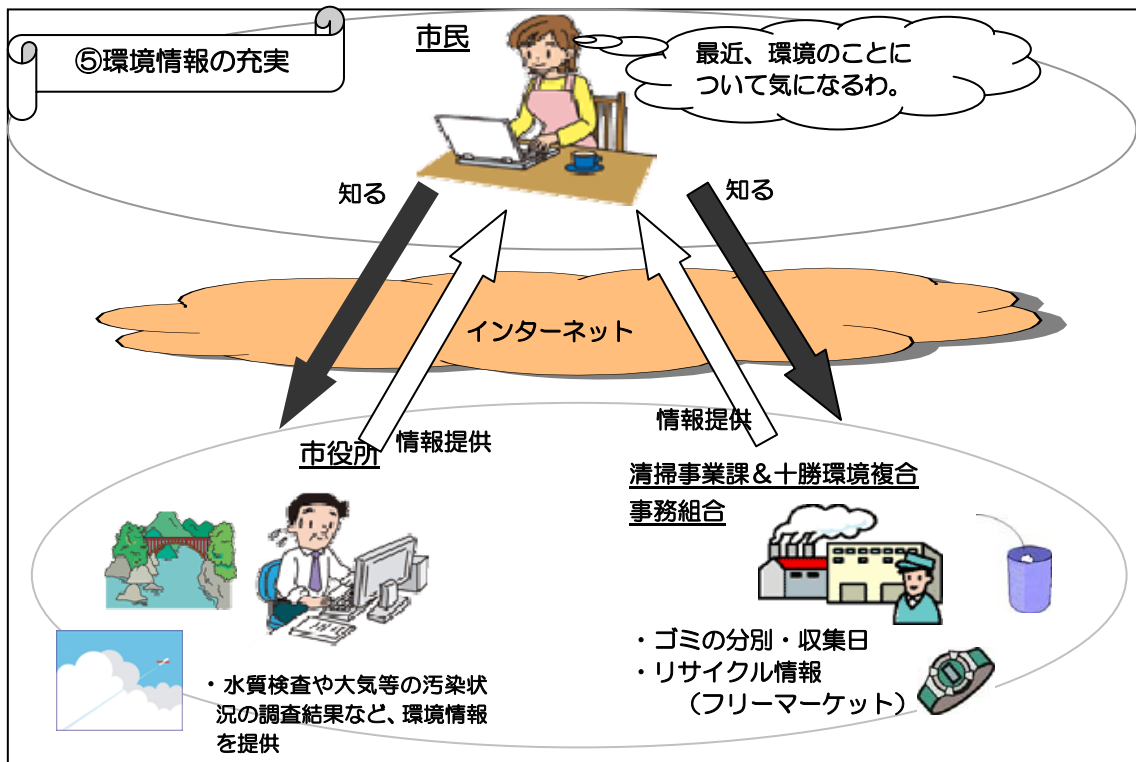 ⑤環境情報の充実
市民
最近、環境のことに
ついて気になるわ。
知る
知る
インターネット
情報提供
情報提供
市役所
清掃事業課&十勝環境複合
事務組合
・水質検査や大気等の汚染状
況の調査結果など、環境情報
を提供
・ゴミの分別・収集日
・リサイクル情報
（フリーマーケット）